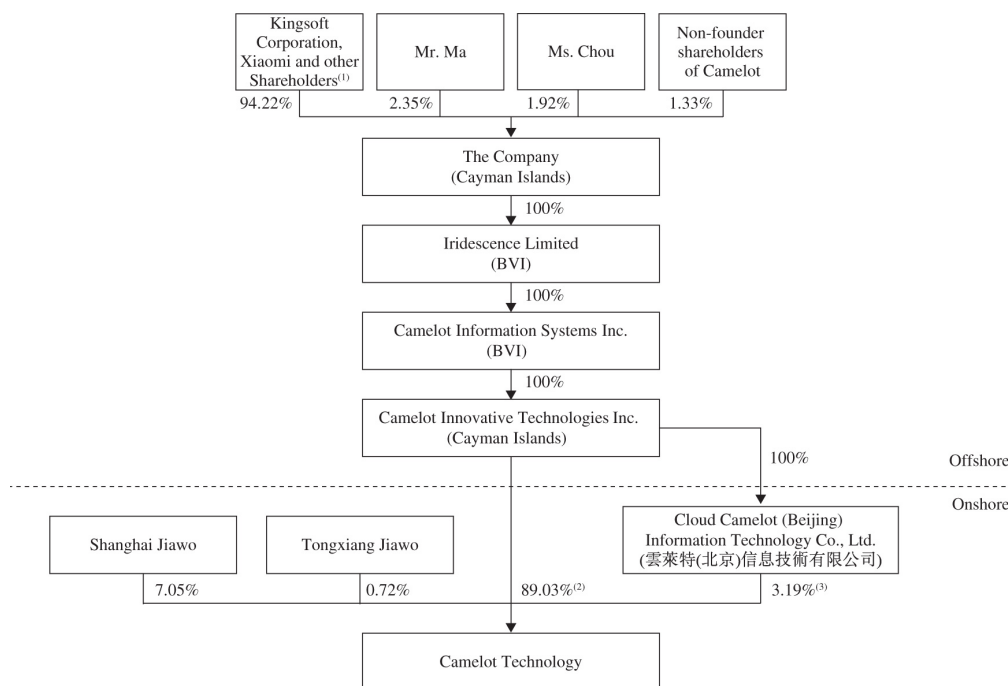 Kingsoft
Corporation,
Xiaomi and other
Shareholders(1)
Mr. Ma
Ms. Chou
Non-founder
shareholders
of Camelot
94.22%
2.35%
1.92%
1.33%
The Company
(Cayman Islands)
100%
Iridescence Limited
(BVI)
100%
Camelot Information Systems Inc.
(BVI)
100%
Camelot Innovative Technologies Inc.
(Cayman Islands)
100%
Offshore
Onshore
Shanghai Jiawo
Tongxiang Jiawo
Cloud Camelot (Beijing)
Information Technology Co., Ltd.
(雲萊特(北京)信息技術有限公司)
7.05%
0.72%
89.03%(2)
3.19%(3)
Camelot Technology